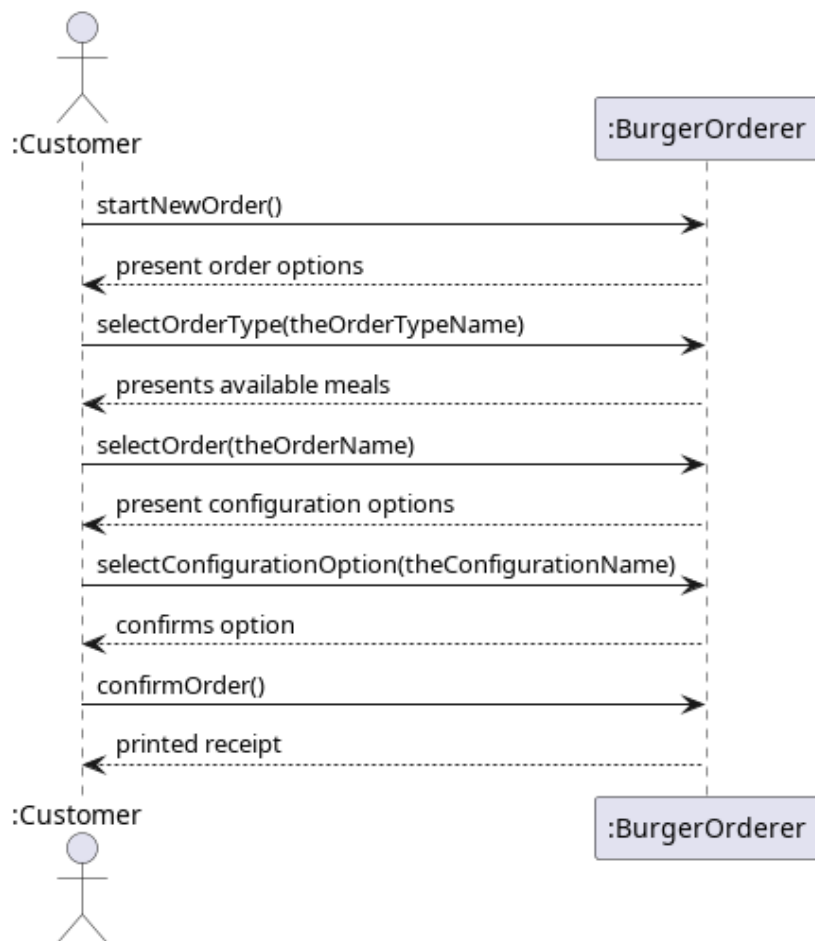 :Customer
:BurgerOrderer
startNewOrder()
present order options
selectOrderType(theOrderTypeName)
presents available meals
selectOrder(theOrderName)
present configuration options
selectConfigurationOption(theConfigurationName)
confirms option
confirmOrder()
printed receipt
:Customer
:BurgerOrderer